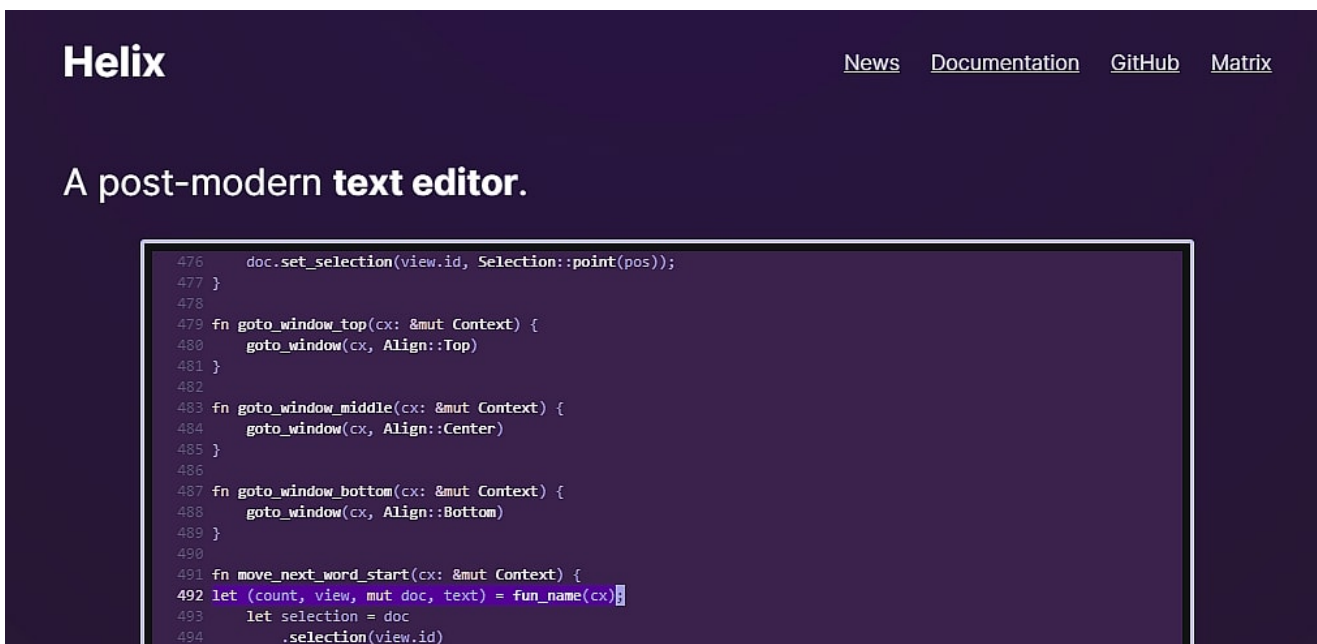 Helix
News Documentation GitHub Matrix
A post-modern text editor.
476     doc.set_selection(view.id, Selection::point(pos));
477 }
478
479 fn goto_window_top(cx: &mut Context) {
480     goto_window(cx, Align::Top)
481 }
482
483 fn goto_window_middle(cx: &mut Context) {
484     goto_window(cx, Align::Center)
485 }
486
487 fn goto_window_bottom(cx: &mut Context) {
488     goto_window(cx, Align::Bottom)
489 }
490
491 fn move_next_word_start(cx: &mut Context) {
492 let (count, view, mut doc, text) = fun_name(cx);
493     let selection = doc
494         .selection(view.id)